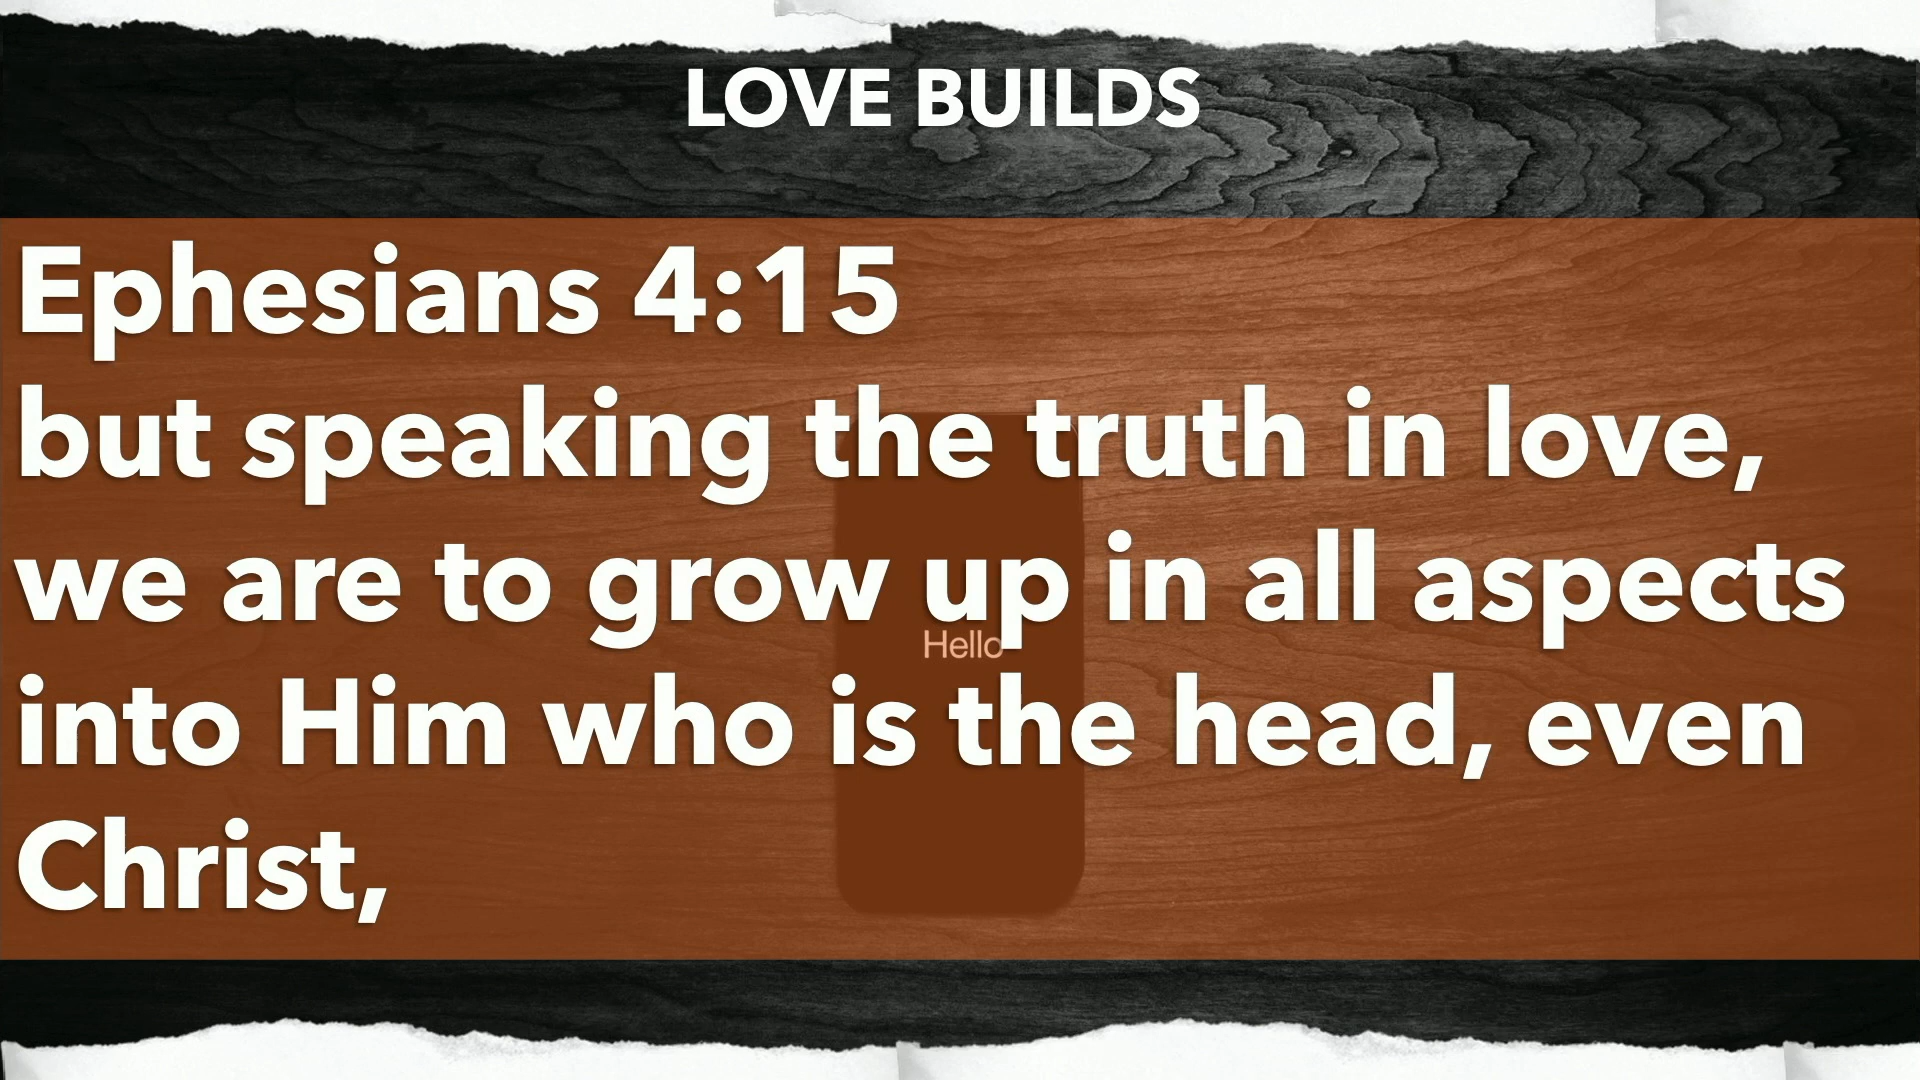 LOVE BUILDS
Ephesians 4:15
but speaking the truth in love,
we are to grow up in all aspects
Hello
into Him who is the head, even
Christ,